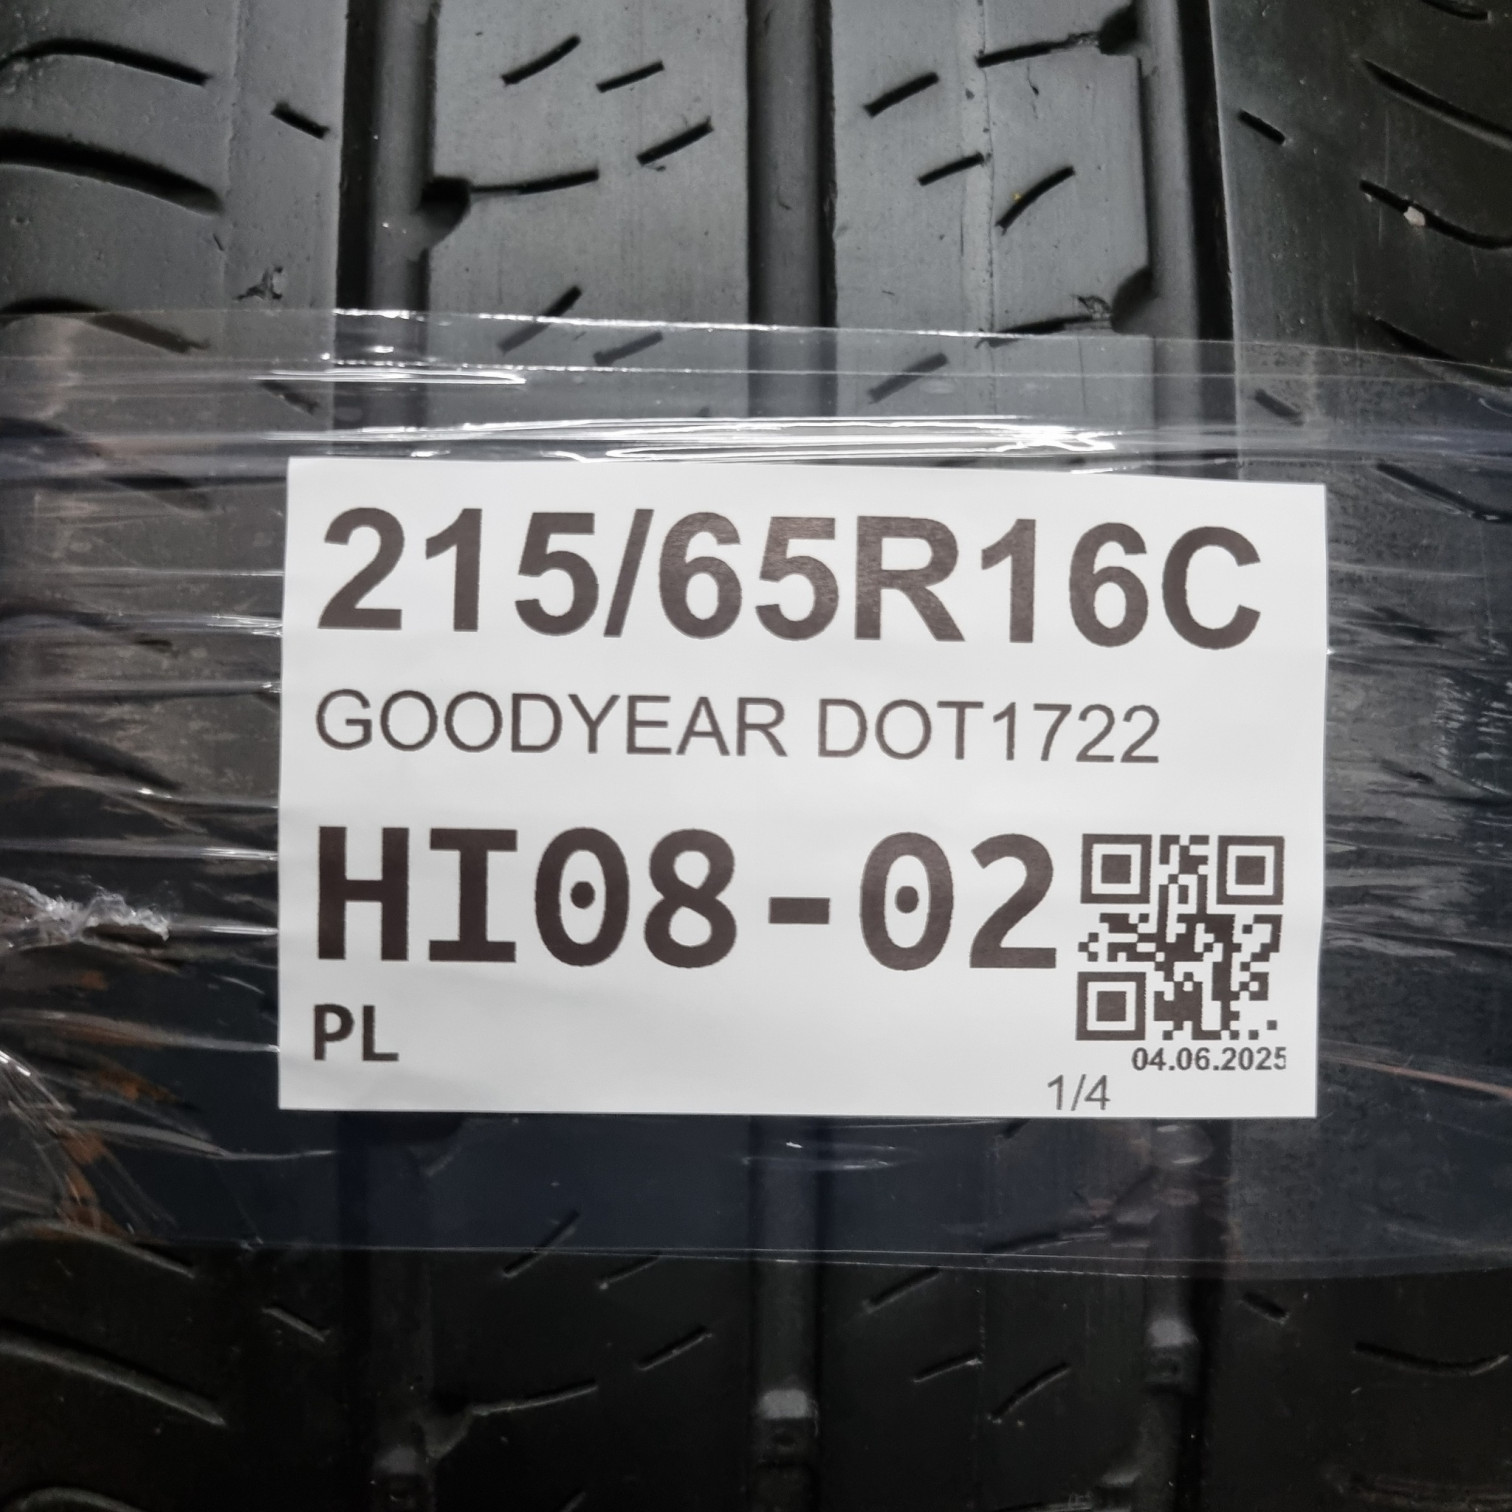 215/65R16C
GOODYEAR DOT1722
HI08-02
PL
04.06.2025
1/4